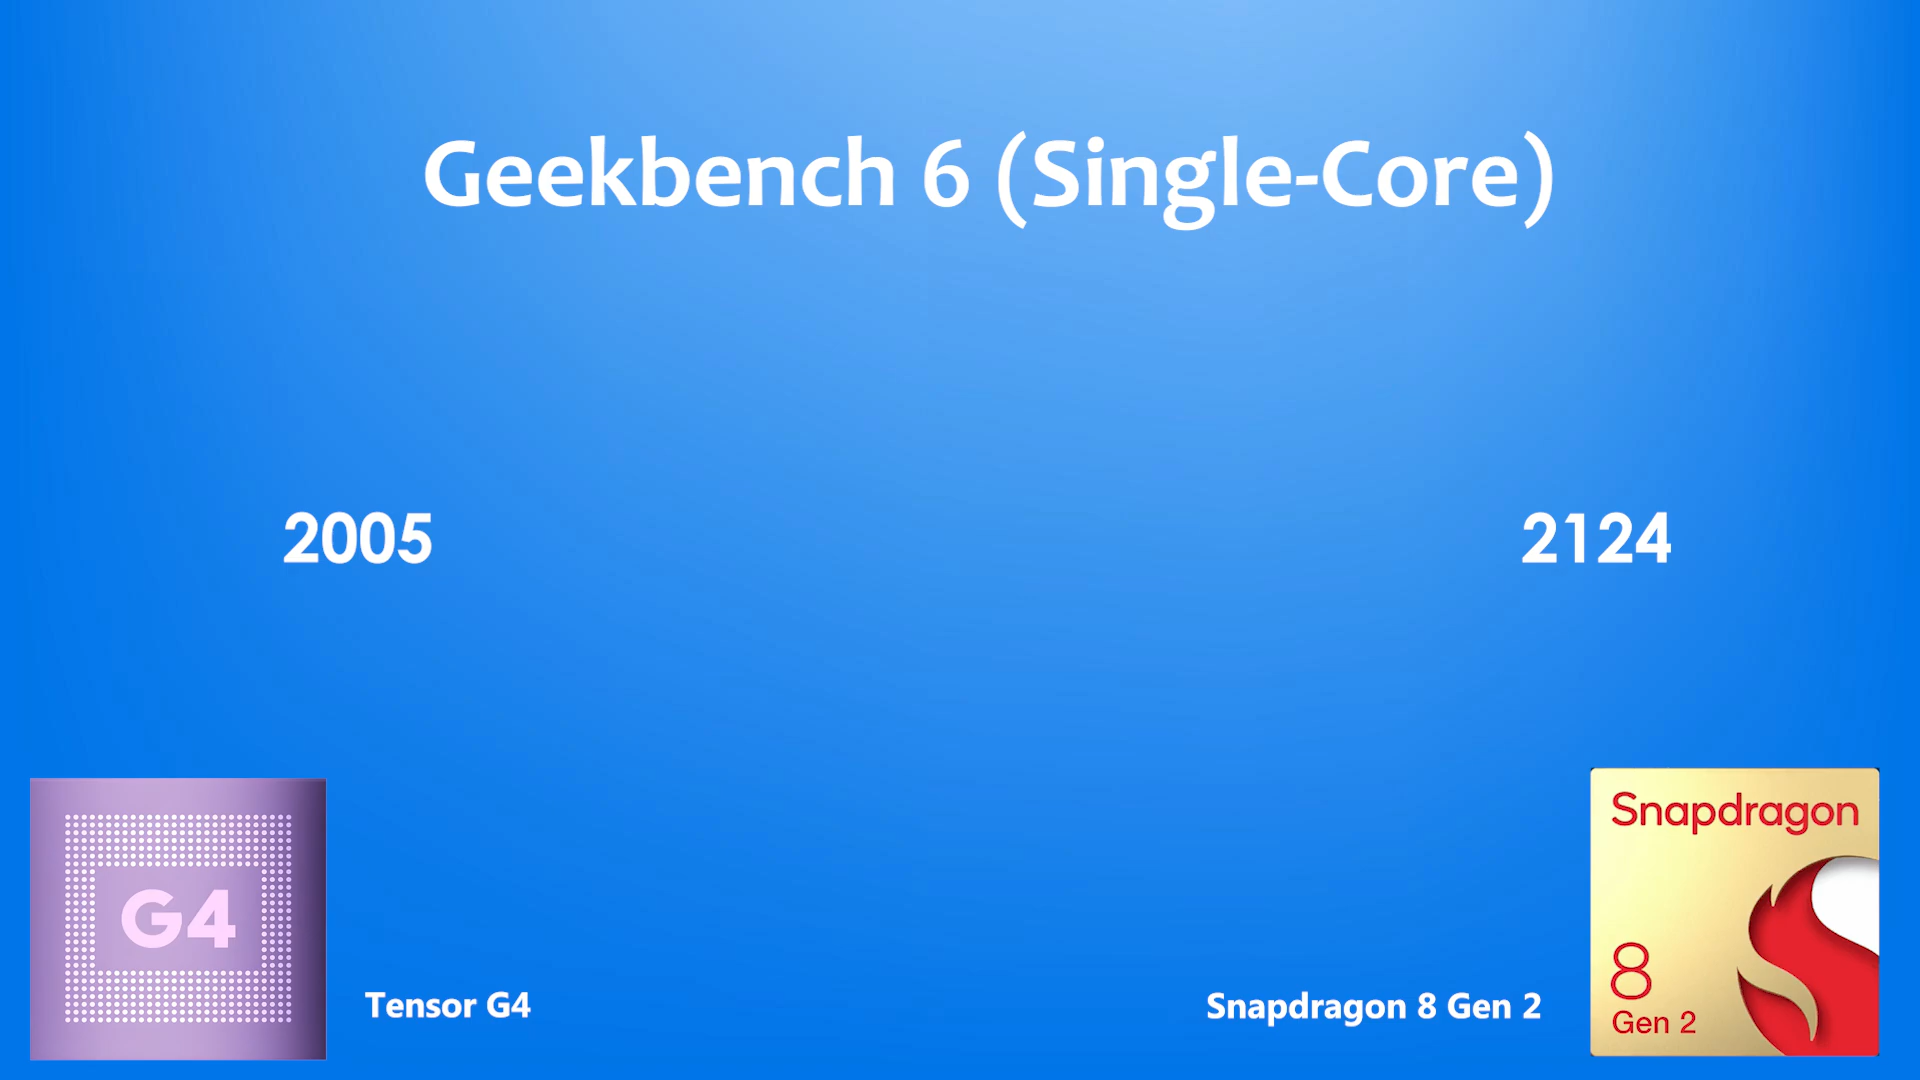 Geekbench 6 (Single-Core)
2005
2124
G4
Tensor G4
Snapdragon 8 Gen 2
Snapdragon
8
Gen 2